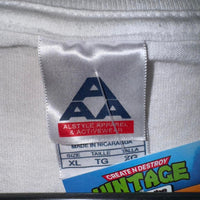 AAA
ALSTYLE APPAREL
& ACTIVEWEAR
MADE IN NICARAGUA
SIZE TAILLE TALLA
XL TG 2G
CREATE N DESTROY
VINTAGE